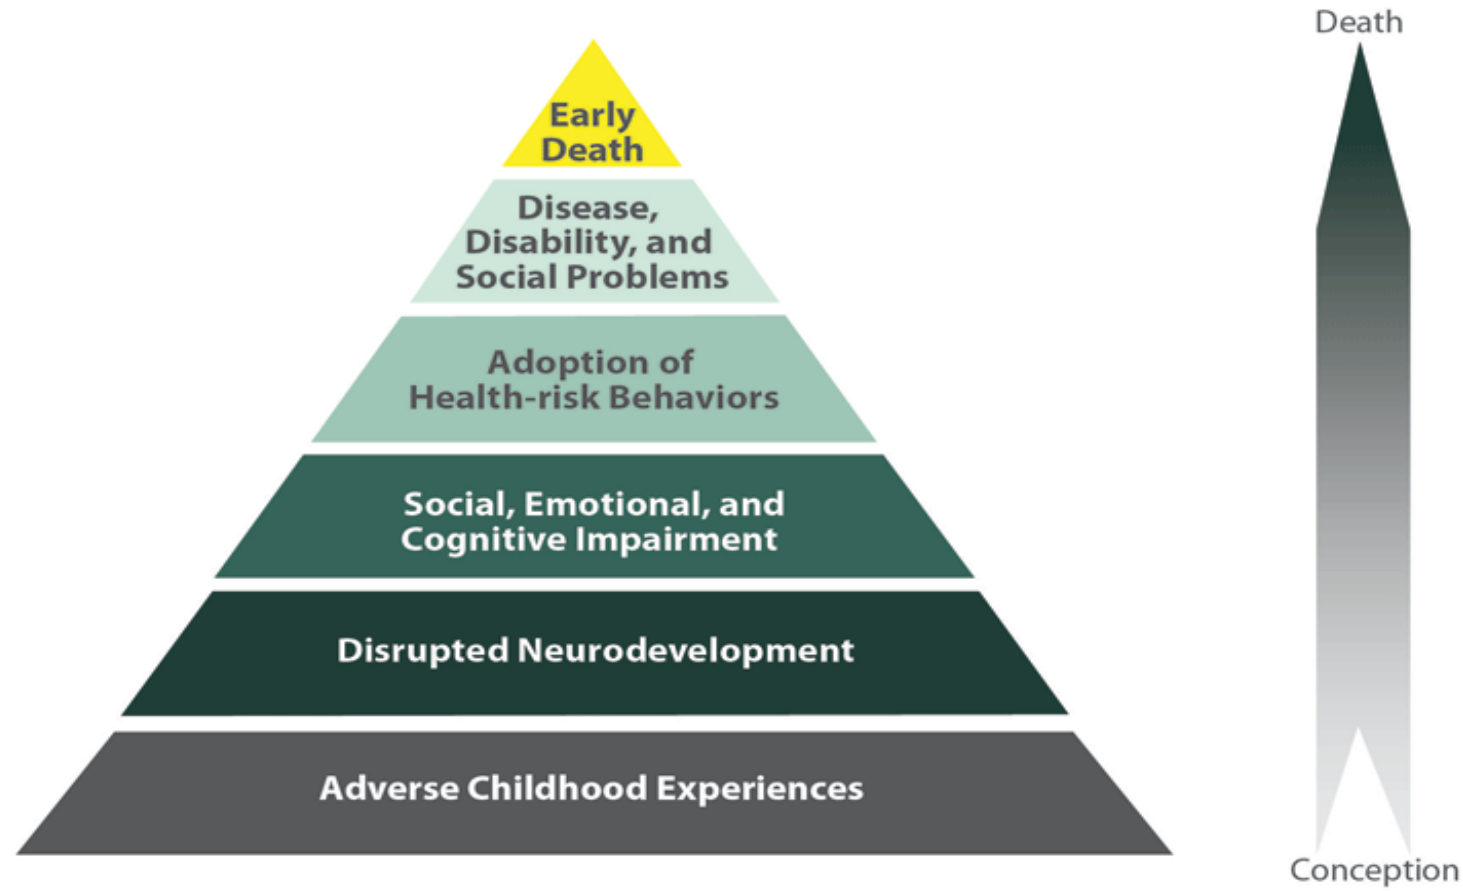 Death
Early
Death
Disease,
Disability, and
Social Problems
Adoption of
Health-risk Behaviors
Social, Emotional, and
Cognitive Impairment
Disrupted Neurodevelopment
Adverse Childhood Experiences
Conception